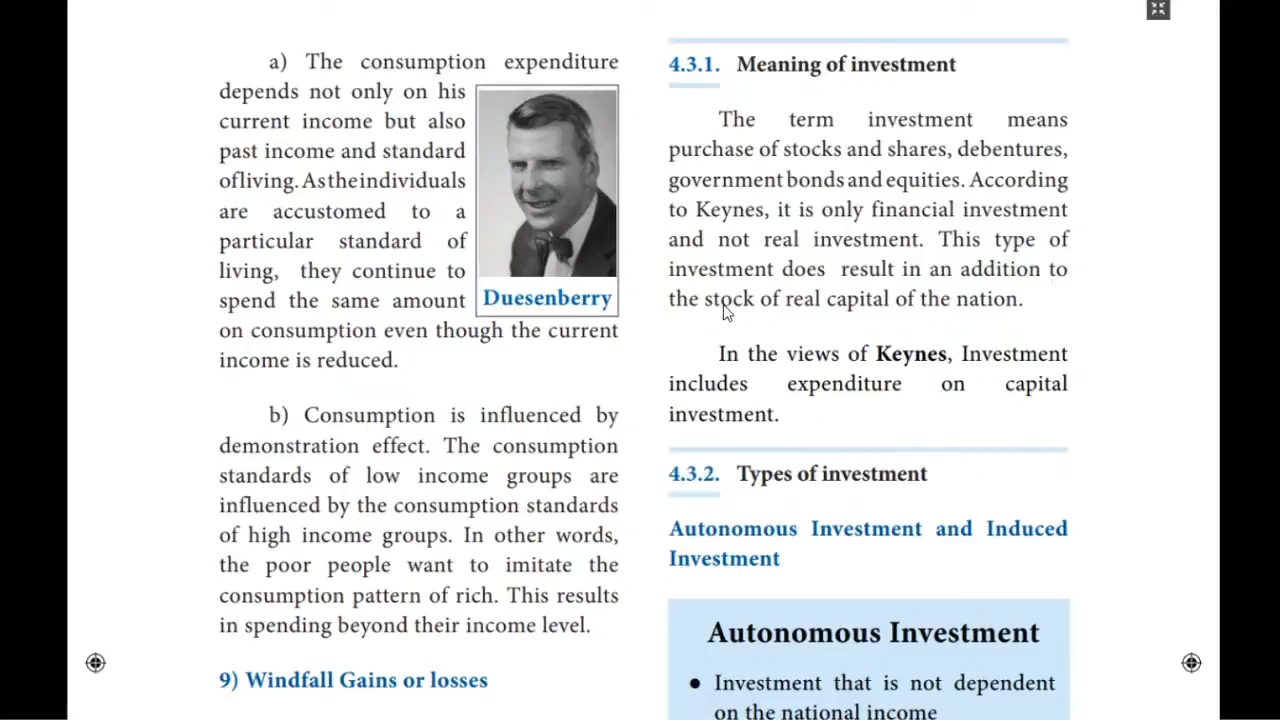 a) The consumption expenditure
depends not only on his
current income but also
past income and standard
of living. As the individuals
are accustomed to a
particular standard of
living, they continue to
spend the same amount
on consumption even though the current
income is reduced.
Duesenberry
b) Consumption is influenced by
demonstration effect. The consumption
standards of low income groups are
influenced by the consumption standards
of high income groups. In other words,
the poor people want to imitate the
consumption pattern of rich. This results
in spending beyond their income level.
9) Windfall Gains or losses
4.3.1. Meaning of investment
The term investment means
purchase of stocks and shares, debentures,
government bonds and equities. According
to Keynes, it is only financial investment
and not real investment. This type of
investment does result in an addition to
the stock of real capital of the nation.
In the views of Keynes, Investment
includes expenditure on capital
investment.
4.3.2. Types of investment
Autonomous Investment and Induced
Investment
Autonomous Investment
● Investment that is not dependent
on the national income